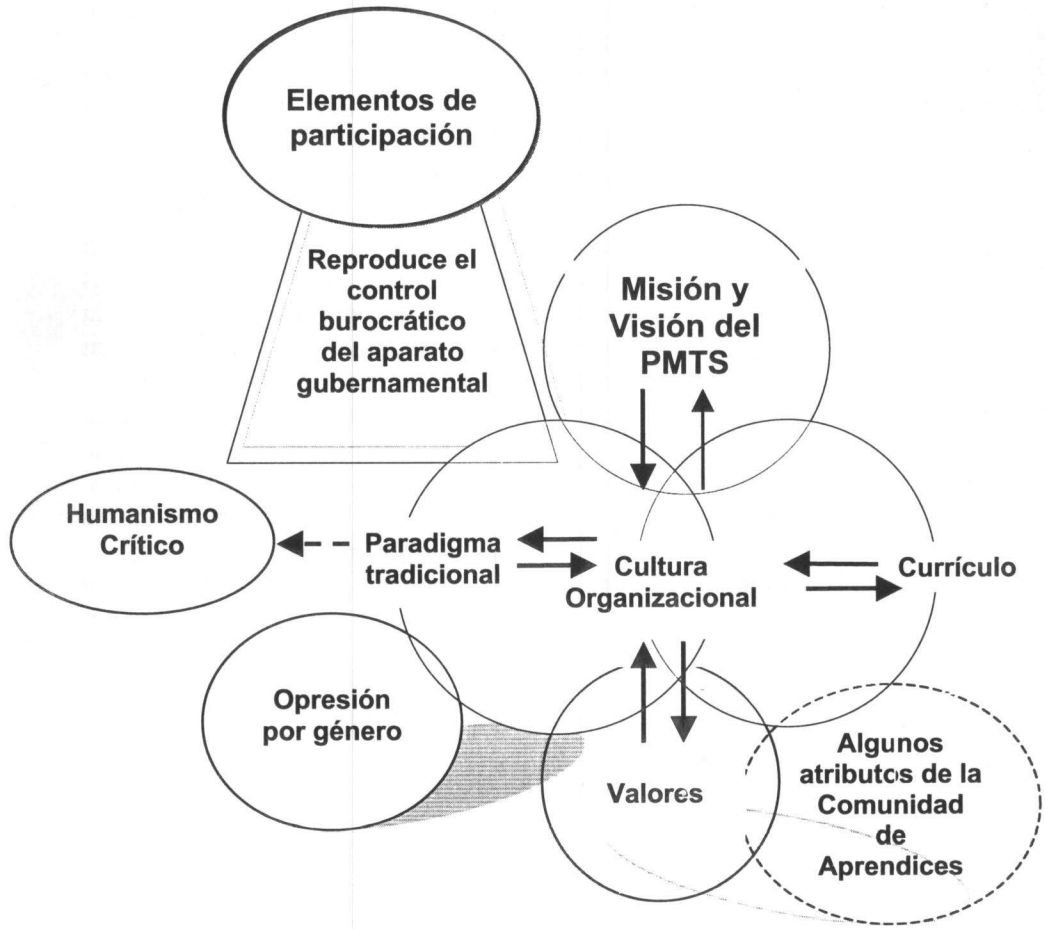 Elementos de
participación
Reproduce el
control
burocrático
del aparato
gubernamental
Misión y
Visión del
PMTS
Humanismo
Crítico
Paradigma
tradicional
Cultura
Organizacional
Currículo
Opresión
por género
Valores
Algunos
atributos de la
Comunidad
de
Aprendices